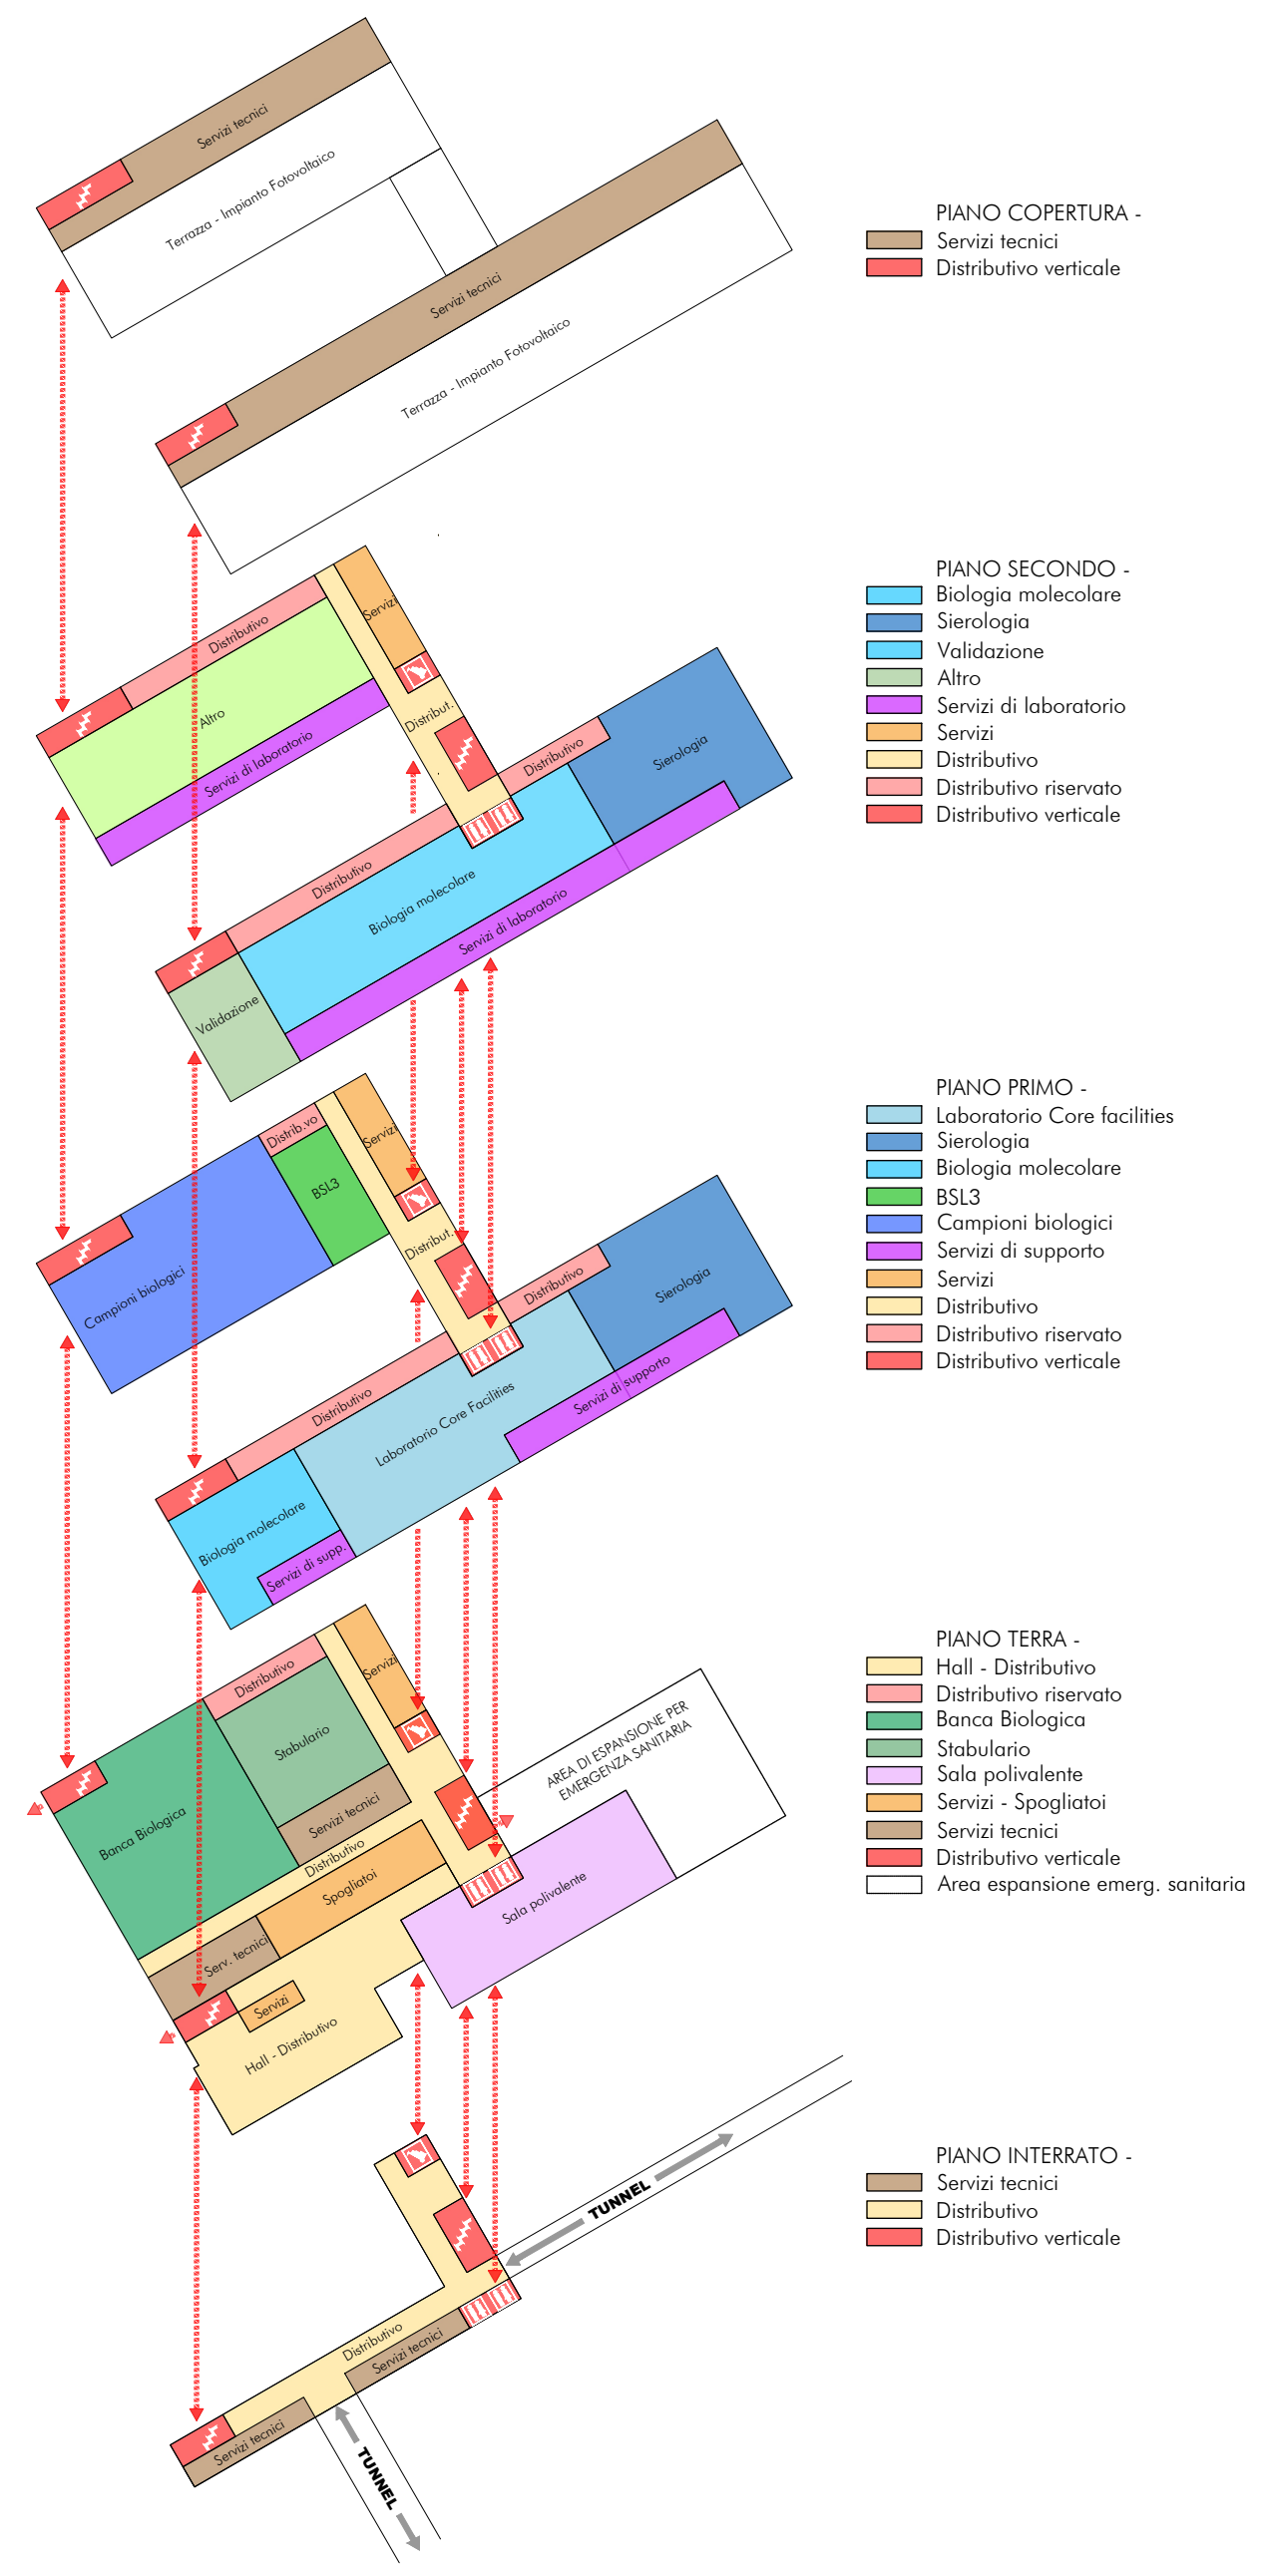 Servizi tecnici
Terrazza - Impianto Fotovoltaico
Servizi tecnici
Terrazza - Impianto Fotovoltaico
PIANO COPERTURA -
Servizi tecnici
Distributivo verticale
Servizi
Distributivo
Altro
Servizi di laboratorio
Distribut.
Distributivo
Sierologia
Distributivo
Biologia molecolare
Servizi di laboratorio
Validazione
PIANO SECONDO -
Biologia molecolare
Sierologia
Validazione
Altro
Servizi di laboratorio
Servizi
Distributivo
Distributivo riservato
Distributivo verticale
Servizi
Distrib.vo
BSL3
Campioni biologici
Distribut.
Distributivo
Sierologia
Distributivo
Laboratorio Core Facilities
Servizi di supporto
Biologia molecolare
Servizi di supp.
PIANO PRIMO -
Laboratorio Core facilities
Sierologia
Biologia molecolare
BSL3
Campioni biologici
Servizi di supporto
Servizi
Distributivo
Distributivo riservato
Distributivo verticale
Servizi
Distributivo
Stabulario
Banca Biologica
Servizi tecnici
Distributivo
Spogliatoi
Serv. tecnici
Servizi
Hall - Distributivo
AREA DI ESPANSIONE PER
EMERGENZA SANITARIA
Sala polivalente
PIANO TERRA -
Hall - Distributivo
Distributivo riservato
Banca Biologica
Stabulario
Sala polivalente
Servizi - Spogliatoi
Servizi tecnici
Distributivo verticale
Area espansione emerg. sanitaria
TUNNEL
Distributivo
Servizi tecnici
Servizi tecnici
TUNNEL
PIANO INTERRATO -
Servizi tecnici
Distributivo
Distributivo verticale